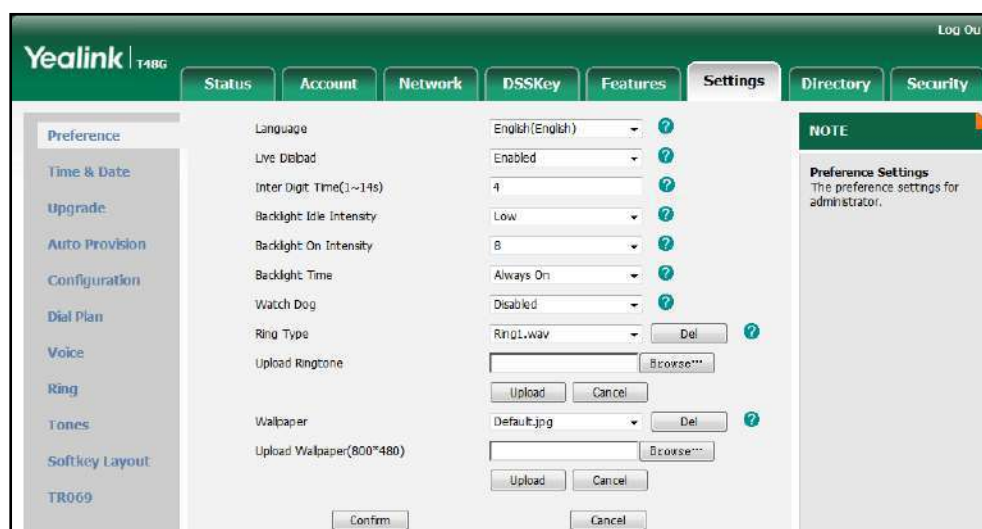 Log Ou
Yealink T48G
Status Account Network DSSKey Features Settings Directory Security
Preference
Time & Date
Upgrade
Auto Provision
Configuration
Dial Plan
Voice
Ring
Tones
Softkey Layout
TR069
Language English(English) ?
Live Dialpad Enabled ?
Inter Digit Time(1~14s) 4 ?
Backlight Idle Intensity Low ?
Backlight On Intensity 8 ?
Backlight Time Always On ?
Watch Dog Disabled ?
Ring Type Ring1.wav Del ?
Upload Ringtone Browse...
Upload Cancel
Wallpaper Default.jpg Del ?
Upload Wallpaper(800*480) Browse...
Upload Cancel
Confirm Cancel
NOTE
Preference Settings
The preference settings for
administrator.